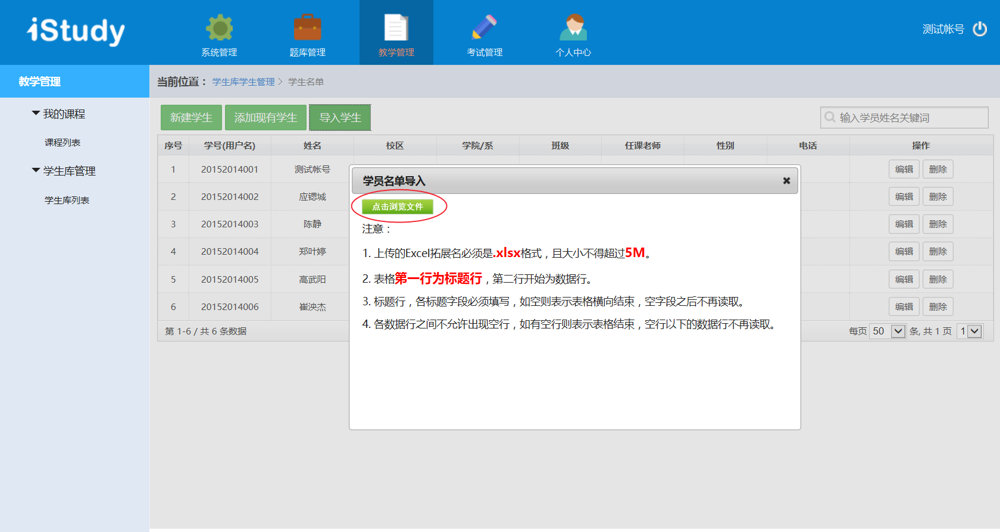 iStudy
系统管理
题库管理
教学管理
考试管理
个人中心
测试帐号
教学管理
我的课程
课程列表
学生库管理
学生库列表
当前位置： 学生库学生管理 > 学生名单
新建学生 添加现有学生 导入学生
输入学员姓名关键词
序号 学号(用户名) 姓名 校区 学院/系 班级 任课老师 性别 电话 操作
1 20152014001 测试帐号 编辑 删除
2 20152014002 应锶城 编辑 删除
3 20152014003 陈静 编辑 删除
4 20152014004 郑叶婷 编辑 删除
5 20152014005 高武阳 编辑 删除
6 20152014006 崔泱杰 编辑 删除
第 1-6 / 共 6 条数据
每页 50 条, 共 1 页 1
学员名单导入
点击浏览文件
注意：
1. 上传的Excel拓展名必须是.xlsx格式，且大小不得超过5M。
2. 表格第一行为标题行，第二行开始为数据行。
3. 标题行，各标题字段必须填写，如空则表示表格横向结束，空字段之后不再读取。
4. 各数据行之间不允许出现空行，如有空行则表示表格结束，空行以下的数据行不再读取。